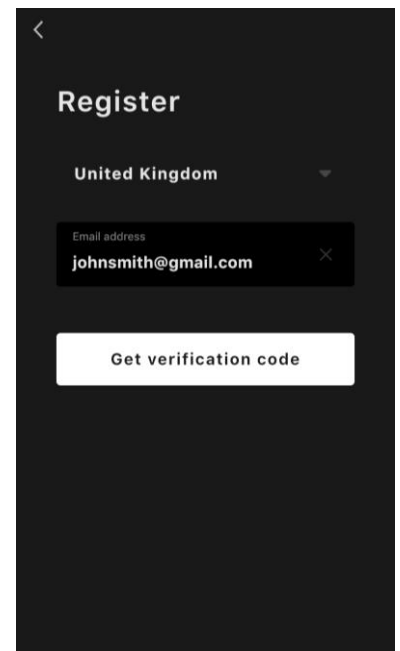 Register
United Kingdom
Email address
johnsmith@gmail.com
Get verification code